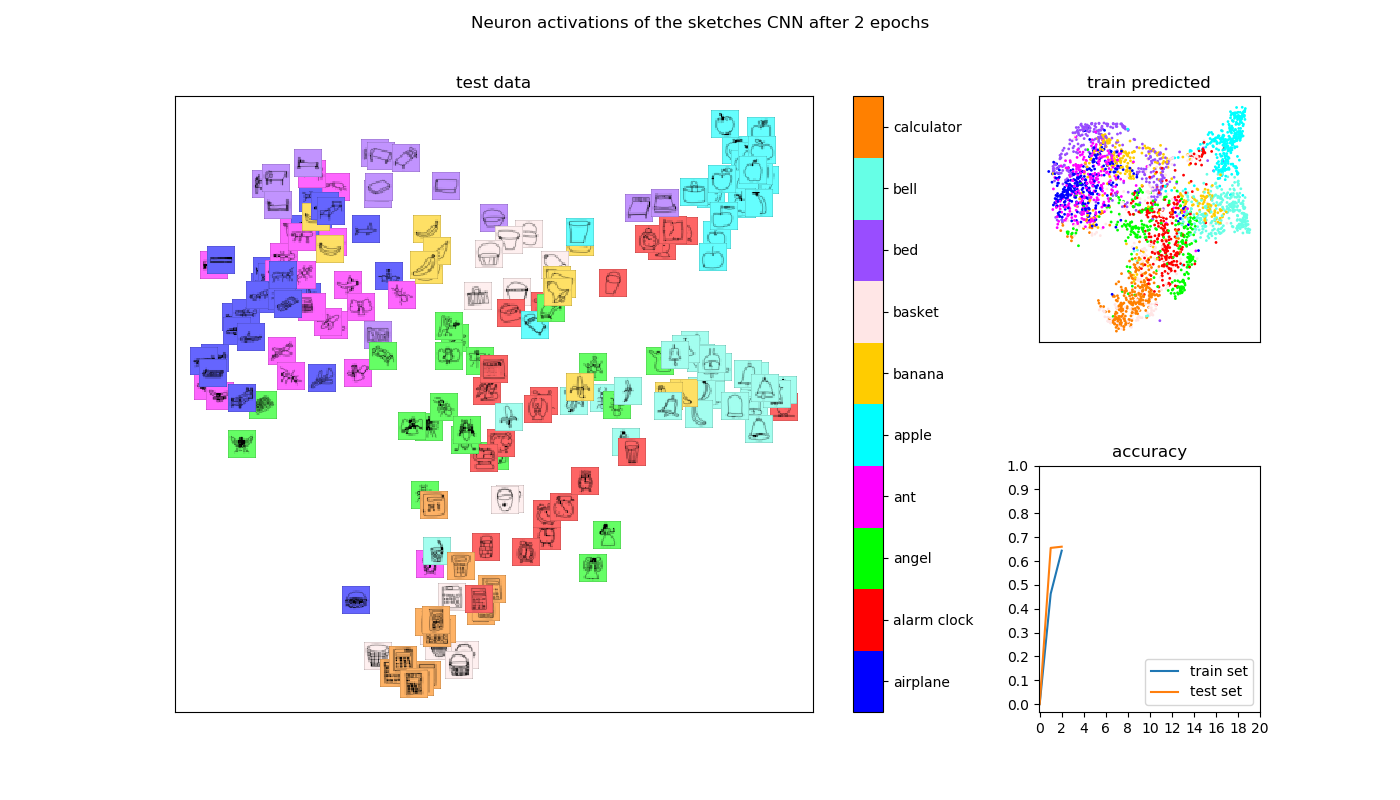 Neuron activations of the sketches CNN after 2 epochs
test data
calculator
bell
bed
basket
banana
apple
ant
angel
alarm clock
airplane
train predicted
accuracy
1.0
0.9
0.8
0.7
0.6
0.5
0.4
0.3
0.2
0.1
0.0
train set
test set
0 2 4 6 8 10 12 14 16 18 20